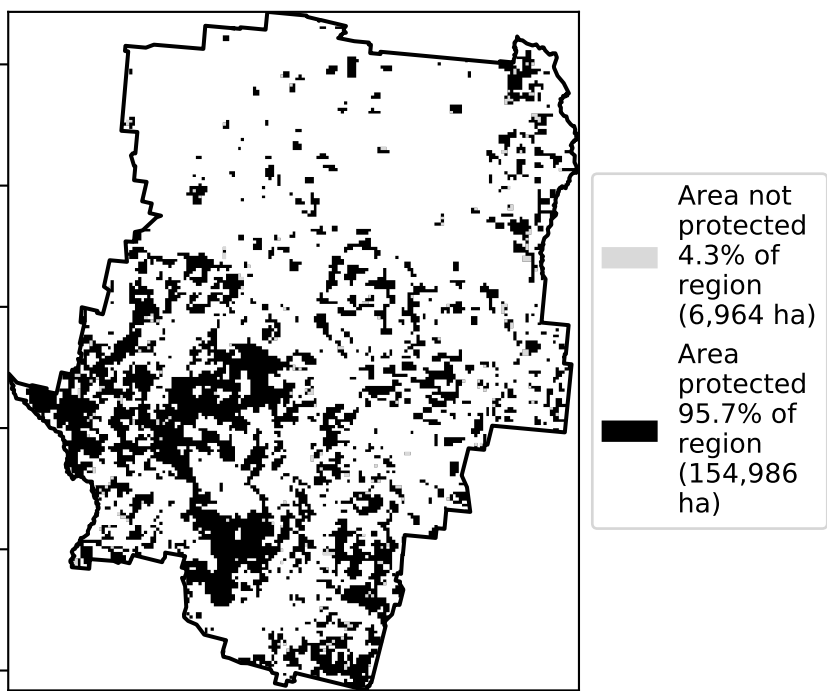 Area not
protected
4.3% of
region
(6,964 ha)
Area
protected
95.7% of
region
(154,986
ha)